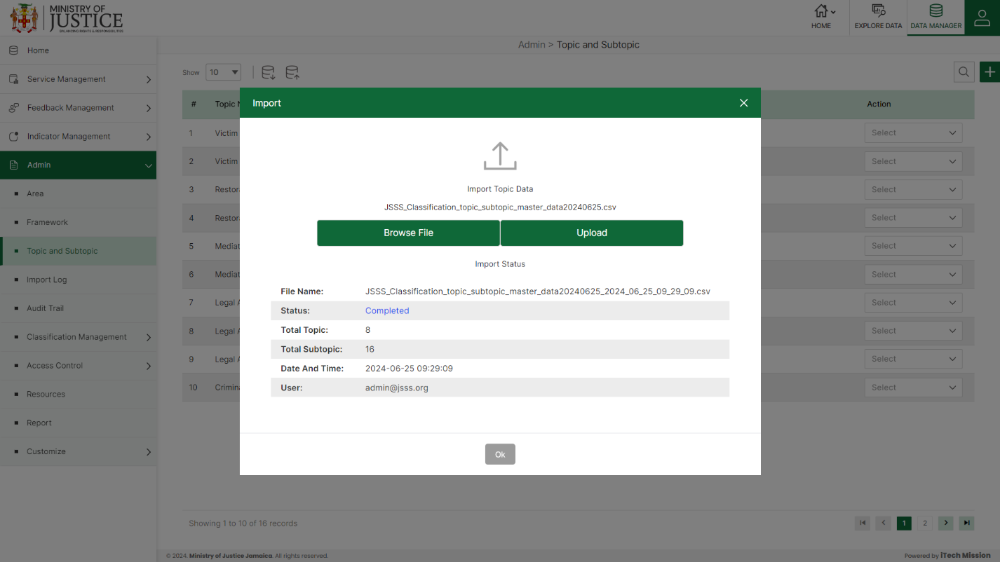 MINISTRY OF
JUSTICE
BALANCING RIGHTS & RESPONSIBILITIES
HOME
EXPLORE DATA
DATA MANAGER
Home
Service Management
Feedback Management
Indicator Management
Admin
Area
Framework
Topic and Subtopic
Import Log
Audit Trail
Classification Management
Access Control
Resources
Report
Customize
Admin > Topic and Subtopic
Show 10
# Topic N Action
1 Victim Select
2 Victim Select
3 Restora Select
4 Restora Select
5 Mediat Select
6 Mediat Select
7 Legal A Select
8 Legal A Select
9 Legal A Select
10 Crimina Select
Import
Import Topic Data
JSSS_Classification_topic_subtopic_master_data20240625.csv
Browse File Upload
Import Status
File Name: JSSS_Classification_topic_subtopic_master_data20240625_2024_06_25_09_29_09.csv
Status: Completed
Total Topic: 8
Total Subtopic: 16
Date And Time: 2024-06-25 09:29:09
User: admin@jsss.org
Ok
Showing 1 to 10 of 16 records
1 2
© 2024. Ministry of Justice Jamaica. All rights reserved.
Powered by iTech Mission